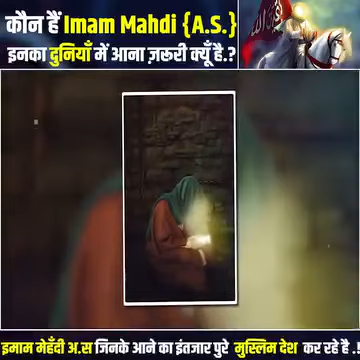 कौन हैं Imam Mahdi {A.S.}
इनका दुनियाँ में आना ज़रूरी क्यूँ है.?
इमाम मेहँदी अ.स जिनके आने का इंतजार पुरे मुस्लिम देश कर रहे है .!